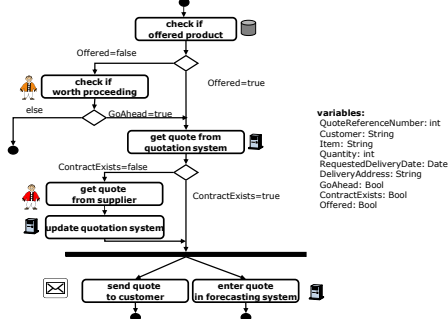 check if
offered product
Offered=false
Offered=true
check if
worth proceeding
else
GoAhead=true
get quote from
quotation system
ContractExists=false
ContractExists=true
get quote
from supplier
update quotation system
send quote
to customer
enter quote
in forecasting system
variables:
QuoteReferenceNumber: int
Customer: String
Item: String
Quantity: int
RequestedDeliveryDate: Date
DeliveryAddress: String
GoAhead: Bool
ContractExists: Bool
Offered: Bool